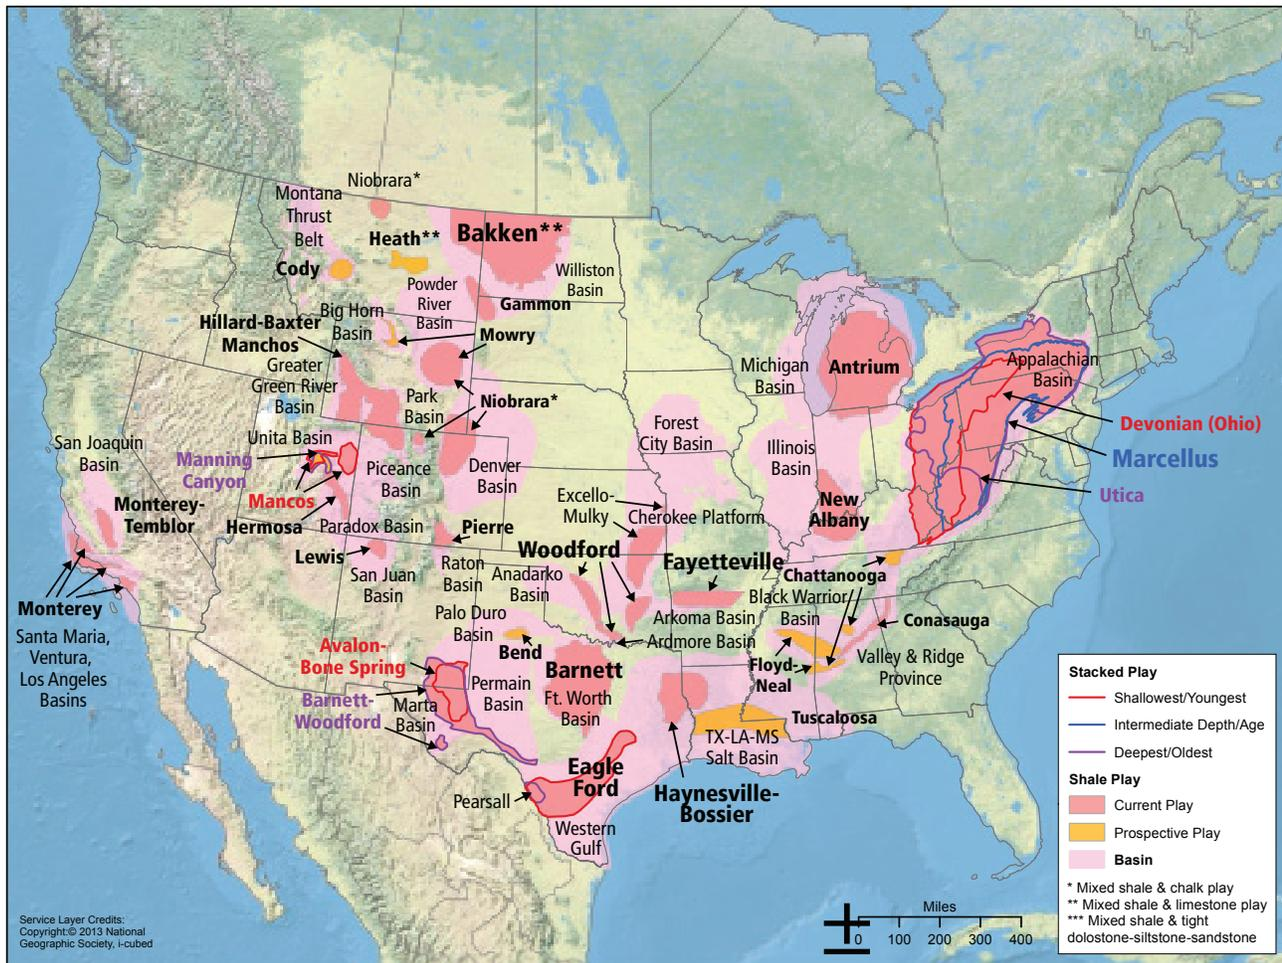 Niobrara*
Montana
Thrust
Belt
Heath**
Bakken**
Cody
Williston
Basin
Powder
River
Basin
Gammon
Big Horn
Basin
Hillard-Baxter
Manchos
Mowry
Greater
Green River
Basin
Park
Basin
Niobrara*
Michigan
Basin
Antrium
Appalachian
Basin
Devonian (Ohio)
Marcellus
Utica
San Joaquin
Basin
Unita Basin
Manning
Canyon
Mancos
Piceance
Basin
Denver
Basin
Forest
City Basin
Illinois
Basin
New
Albany
Monterey-
Temblor
Hermosa
Paradox Basin
Pierre
Excello-
Mulky
Cherokee Platform
Lewis
San Juan
Basin
Raton
Basin
Woodford
Anadarko
Basin
Fayetteville
Chattanooga
Black Warrior
Basin
Monterey
Santa Maria,
Ventura,
Los Angeles
Basins
Palo Duro
Basin
Arkoma Basin
Ardmore Basin
Conasauga
Avalon-
Bone Spring
Bend
Barnett
Floyd-
Neal
Valley & Ridge
Province
Barnett-
Woodford
Marta
Basin
Permain
Basin
Ft. Worth
Basin
Tuscaloosa
TX-LA-MS
Salt Basin
Eagle
Ford
Haynesville-
Bossier
Pearsall
Western
Gulf
Stacked Play
Shallowest/Youngest
Intermediate Depth/Age
Deepest/Oldest
Shale Play
Current Play
Prospective Play
Basin
* Mixed shale & chalk play
** Mixed shale & limestone play
*** Mixed shale & tight
dolostone-siltstone-sandstone
Miles
0 100 200 300 400
Service Layer Credits:
Copyright:© 2013 National
Geographic Society, i-cubed